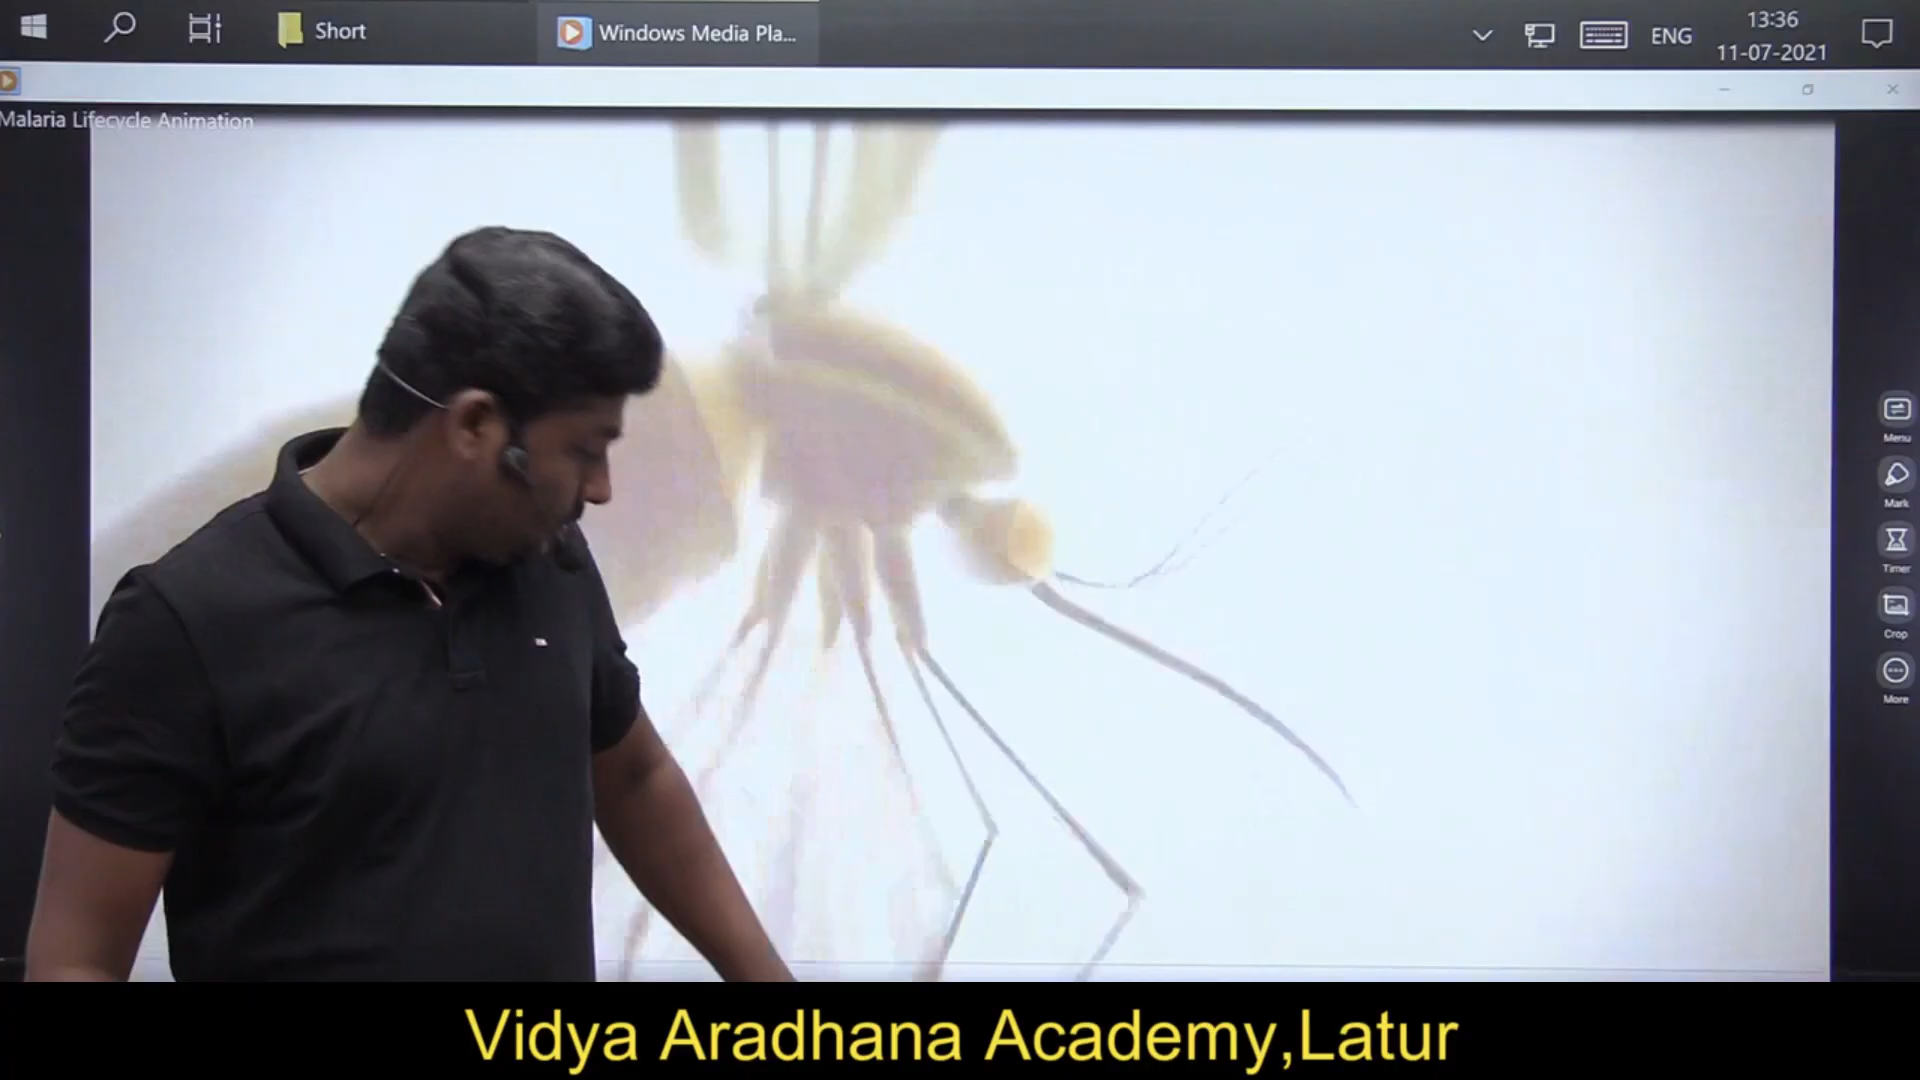 Short
Windows Media Pla...
ENG
13:36
11-07-2021
Malaria Lifecycle Animation
Menu
Mark
Timer
Crop
More
Vidya Aradhana Academy,Latur